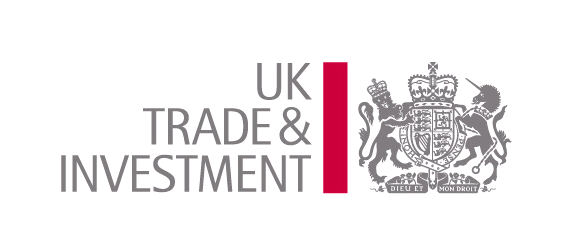 UK
TRADE &
INVESTMENT
DIEU ET MON DROIT